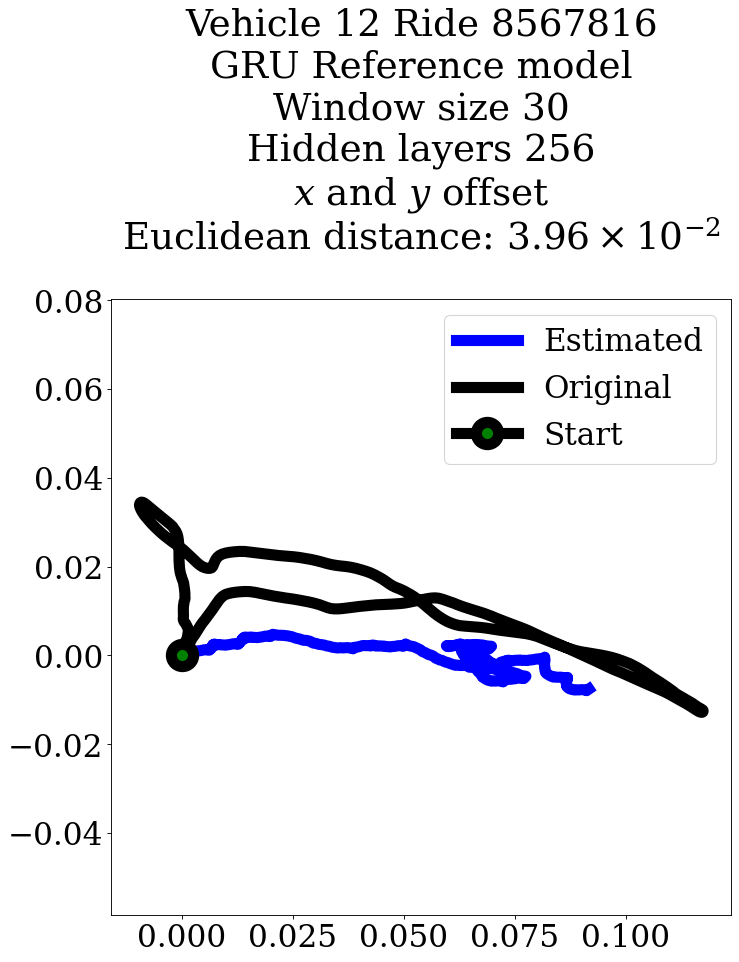 Vehicle 12 Ride 8567816
GRU Reference model
Window size 30
Hidden layers 256
x and y offset
Euclidean distance: 3.96 × 10⁻²
0.08
0.06
0.04
0.02
0.00
−0.02
−0.04
Estimated
Original
Start
0.000 0.025 0.050 0.075 0.100